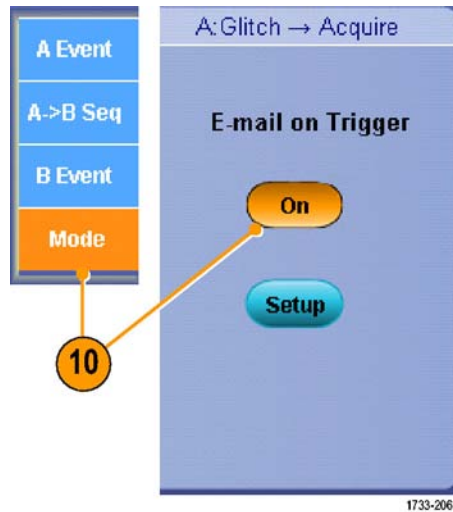 A Event
A->B Seq
B Event
Mode
10
A:Glitch → Acquire
E-mail on Trigger
On
Setup
1733-206